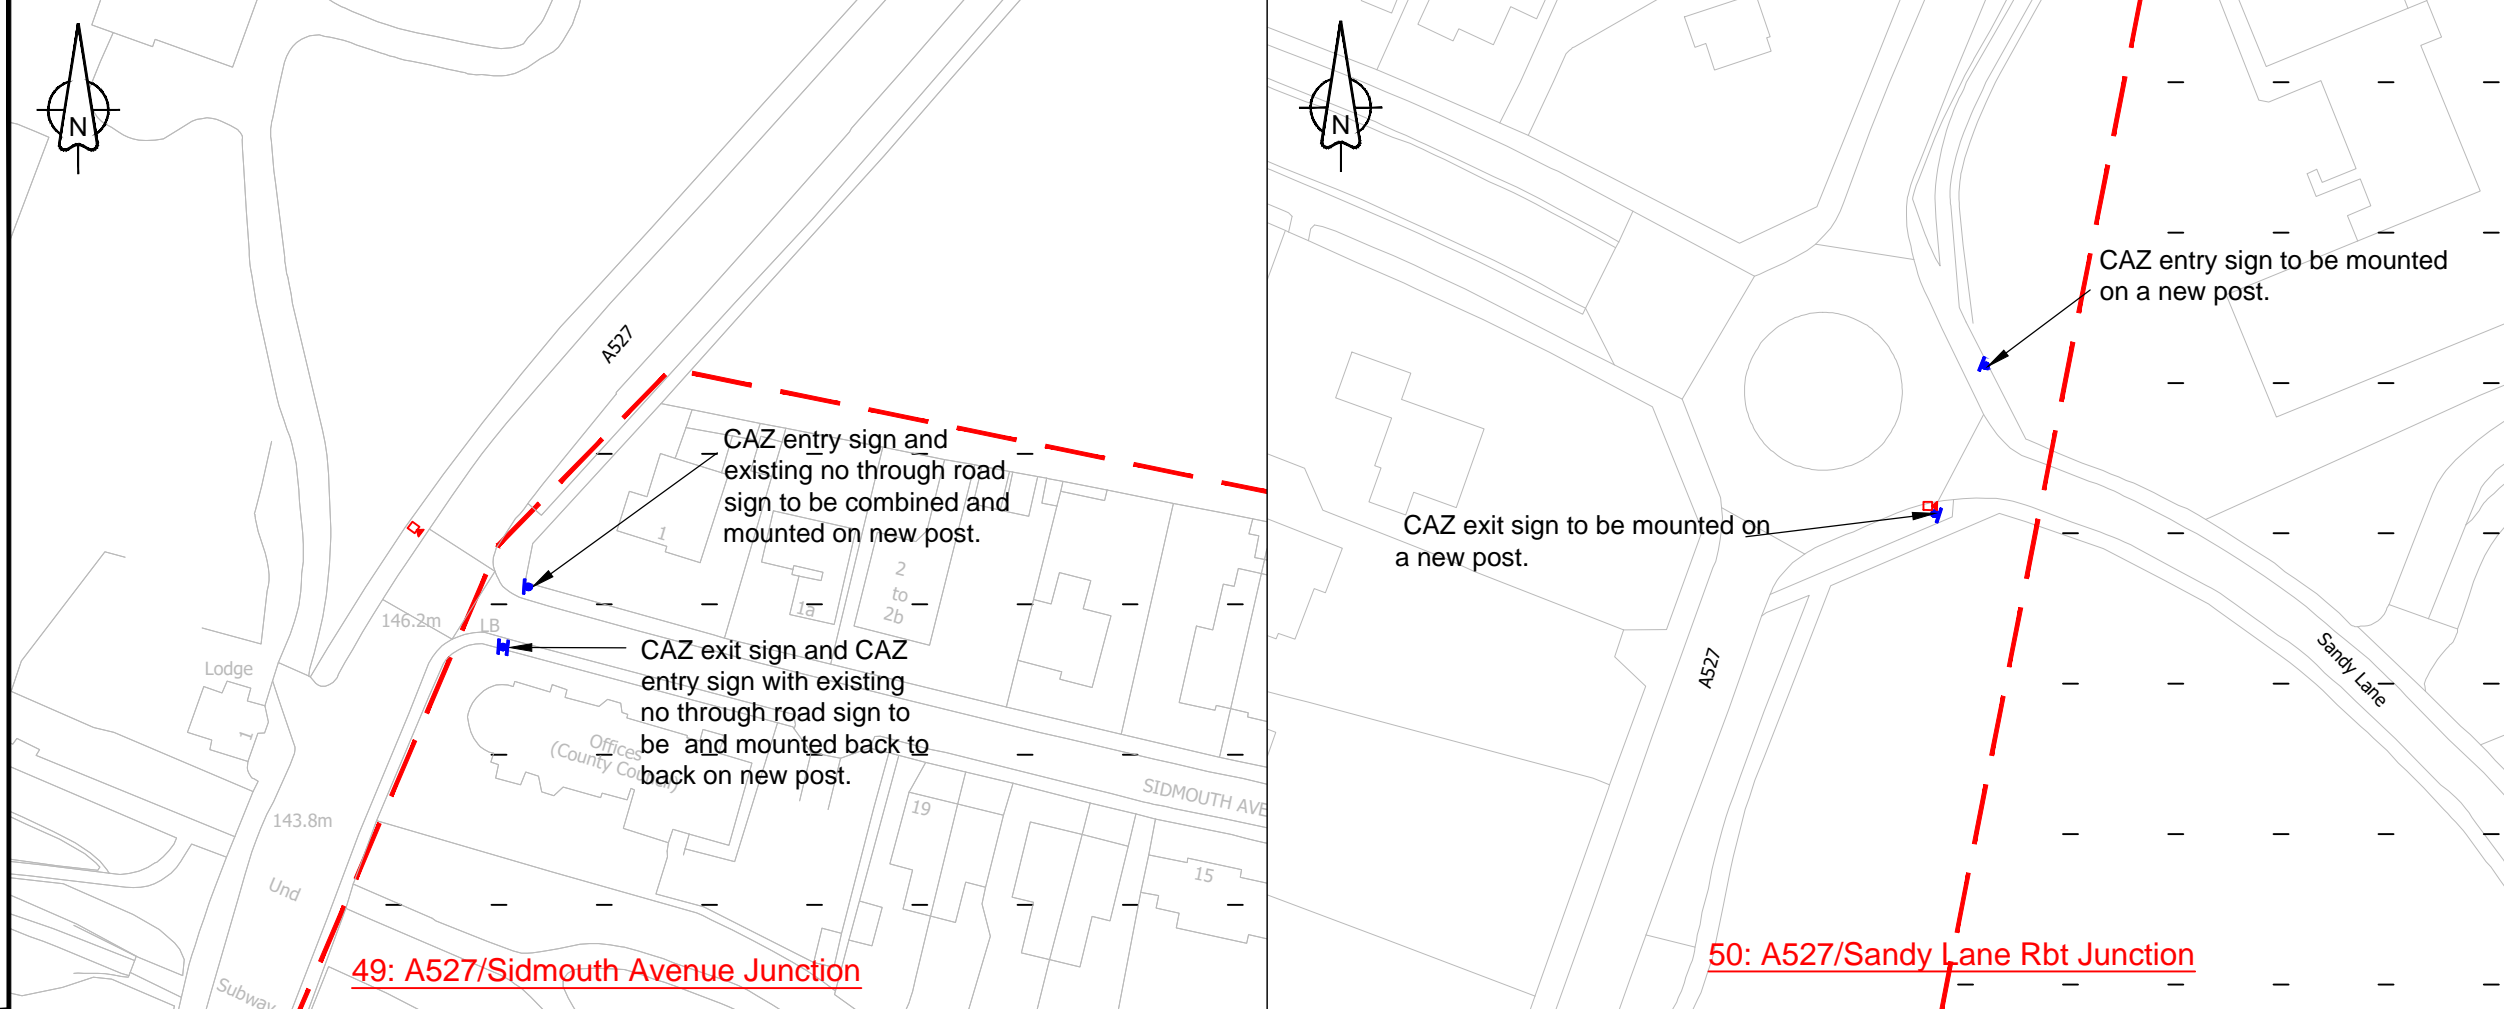 N
A527
CAZ entry sign and
existing no through road
sign to be combined and
mounted on new post.
1
1a
2
to
2b
146.2m
LB
Lodge
1
CAZ exit sign and CAZ
entry sign with existing
no through road sign to
be and mounted back to
back on new post.
Offices
(County Council)
SIDMOUTH AVE
19
15
143.8m
Und
Subway
49: A527/Sidmouth Avenue Junction
N
CAZ entry sign to be mounted
on a new post.
CAZ exit sign to be mounted on
a new post.
A527
Sandy Lane
50: A527/Sandy Lane Rbt Junction